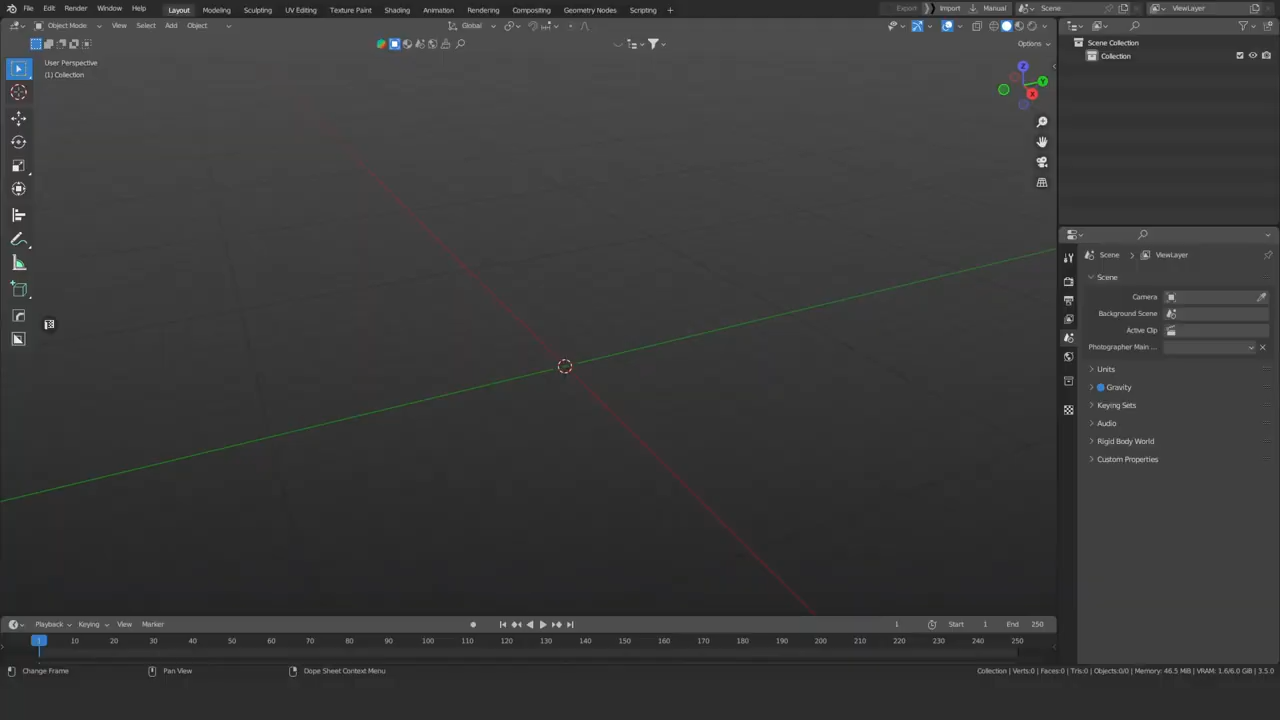 File Edit Render Window Help Layout Modeling Sculpting UV Editing Texture Paint Shading Animation Rendering Compositing Geometry Nodes Scripting + Export Import Manual Scene ViewLayer
Object Mode View Select Add Object Global
Options
User Perspective
(1) Collection
Z
Y
X
Scene Collection
Collection
Scene ViewLayer
Scene
Camera
Background Scene
Active Clip
Photographer Main ...
Units
Gravity
Keying Sets
Audio
Rigid Body World
Custom Properties
Playback Keying View Marker 1 Start 1 End 250
1 10 20 30 40 50 60 70 80 90 100 110 120 130 140 150 160 170 180 190 200 210 220 230 240 250
Change Frame Pan View Dope Sheet Context Menu Collection | Verts:0 | Faces:0 | Tris:0 | Objects:0/0 | Memory: 46.5 MiB | VRAM: 1.6/6.0 GiB | 3.5.0